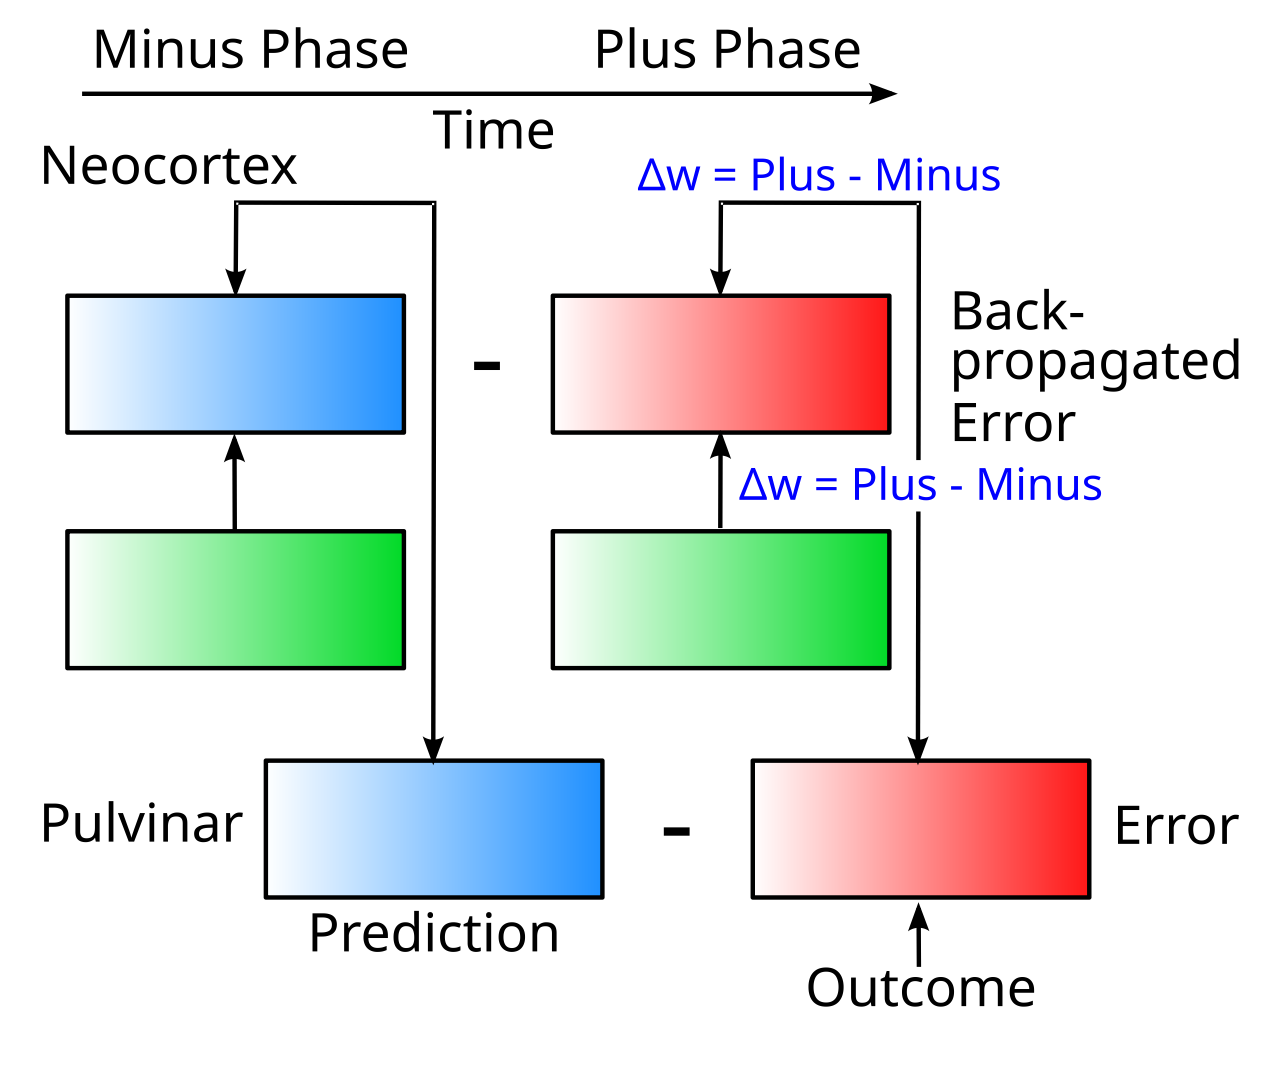 Minus Phase
Plus Phase
Time
Neocortex
Δw = Plus - Minus
Back-
propagated
Error
-
Δw = Plus - Minus
Pulvinar
-
Error
Prediction
Outcome